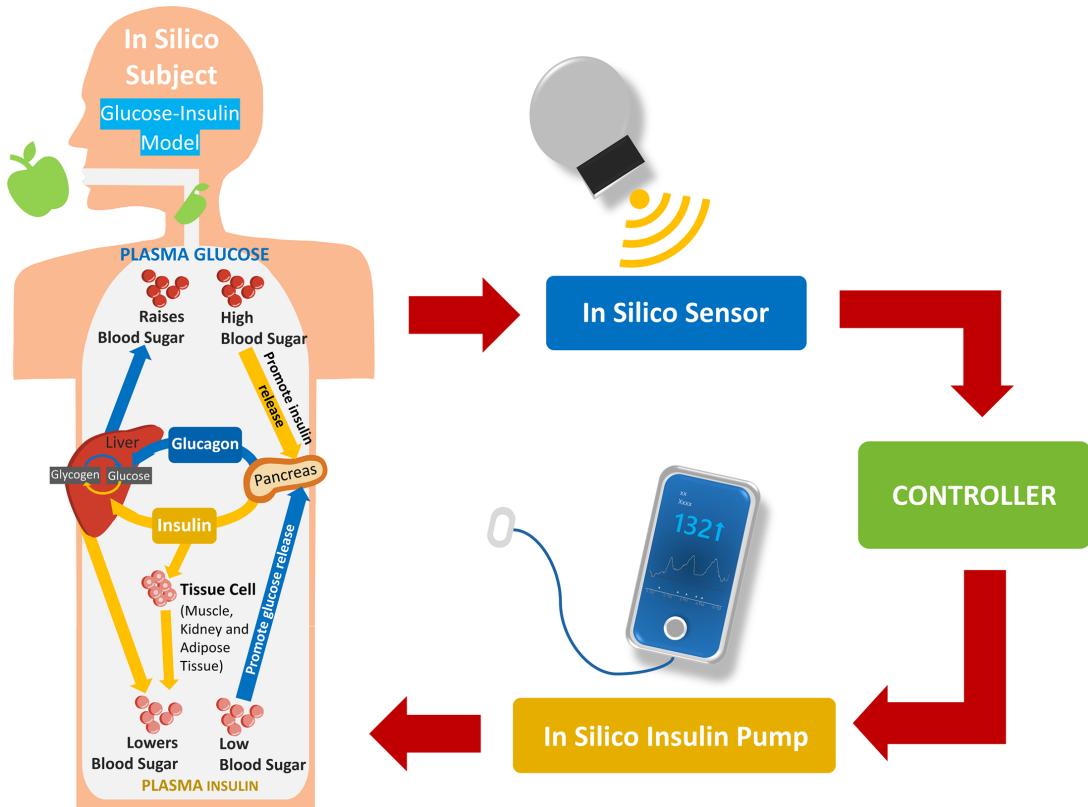 In Silico
Subject
Glucose-Insulin
Model
PLASMA GLUCOSE
Raises
Blood Sugar
High
Blood Sugar
Promote insulin
release
Liver
Glycogen
Glucose
Glucagon
Pancreas
Insulin
Tissue Cell
(Muscle,
Kidney and
Adipose
Tissue)
Promote glucose release
Lowers
Blood Sugar
Low
Blood Sugar
PLASMA INSULIN
In Silico Sensor
CONTROLLER
xx
Xxxx
132↑
In Silico Insulin Pump